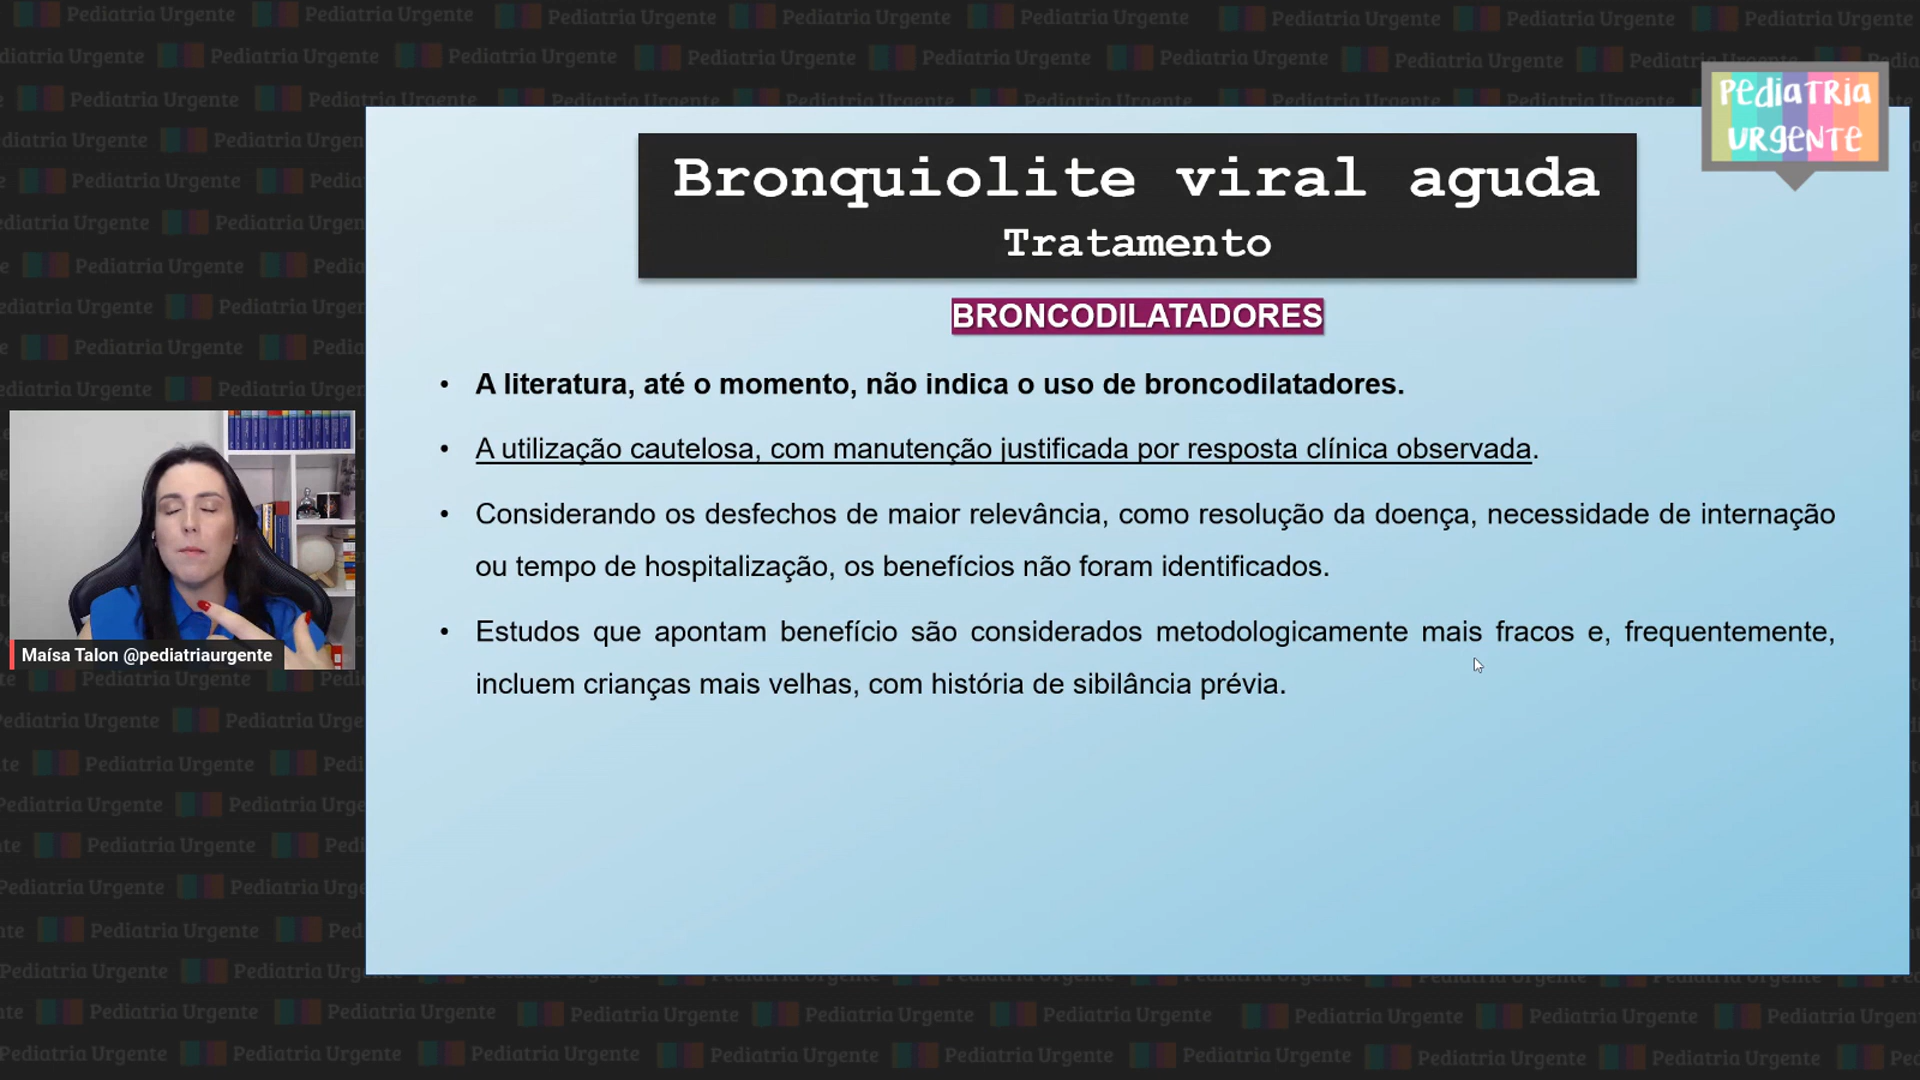 PEDIATRIA
URGENTE
Bronquiolite viral aguda
Tratamento
BRONCODILATADORES
• A literatura, até o momento, não indica o uso de broncodilatadores.
• A utilização cautelosa, com manutenção justificada por resposta clínica observada.
• Considerando os desfechos de maior relevância, como resolução da doença, necessidade de internação
ou tempo de hospitalização, os benefícios não foram identificados.
• Estudos que apontam benefício são considerados metodologicamente mais fracos e, frequentemente,
incluem crianças mais velhas, com história de sibilância prévia.
Maísa Talon @pediatriaurgente
Pediatria Urgente